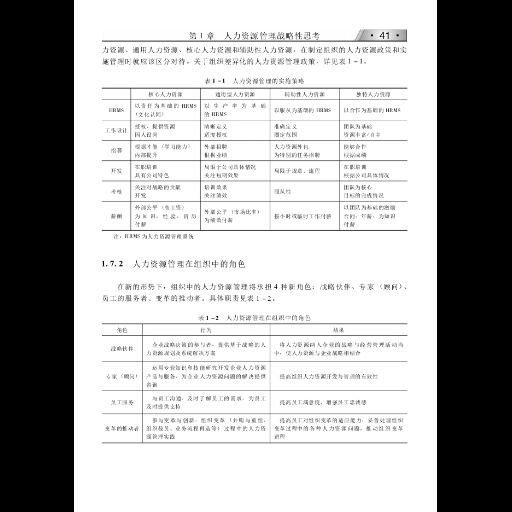 第1章 人力资源管理战略性思考 · 41 ·
力资源、通用人力资源、核心人力资源和辅助性人力资源，在制定组织的人力资源政策和实
施管理时就应该区分对待。关于组织差异化的人力资源管理政策，详见表1-1。
表1-1 人力资源管理的实施策略
核心人力资源 通用型人力资源 辅助性人力资源 独特人力资源
HRMS 以责任为基础的HRMS 以生产率为基础 以服从为基础的HRMS 以合作为基础的HRMS
（文化认同） 的HRMS
工作设计 授权、提供资源 清晰定义 准确定义 团队为基础
因人设岗 适度授权 圈定范围 资源丰富/自主
招募 根据才能（学习能力） 外部招聘 人力资源外包 能够合作
内部提升 根据业绩 为特别的任务招聘 根据成绩
开发 在职培训 局限于公司具体情况 局限于规章、流程 在职培训
具有公司特色 关注短期效果 根据公司具体情况
考核 关注对战略的贡献 培训效果 服从性 团队为核心
开发 关注绩效 目标的完成情况
薪酬 外部公平（高工资） 外部公平（市场比率） 按小时或临时工作付薪 以团队为基础的激励
为知识、经验、资历 为绩效付薪 合同、年薪、为知识
付薪 付薪
注：HRMS为人力资源管理系统
1.7.2 人力资源管理在组织中的角色
在新的形势下，组织中的人力资源管理将承担4种新角色：战略伙伴、专家（顾问）、
员工的服务者、变革的推动者。具体职责见表1-2。
表1-2 人力资源管理在组织中的角色
角色 行为 结果
战略伙伴 企业战略决策的参与者，提供基于战略的人
力资源规划及系统解决方案 将人力资源纳入企业的战略与经营管理活动当
中，使人力资源与企业战略相结合
专家（顾问） 运用专业知识和技能研究开发企业人力资源
产品与服务，为企业人力资源问题的解决提供
咨询 提高组织人力资源开发与管理的有效性
员工服务 与员工沟通，及时了解员工的需求，为员工
及时提供支持 提高员工满意度，增强员工忠诚感
变革的推动者 参与变革与创新，组织变革（并购与重组、
组织裁员、业务流程再造等）过程中的人力资
源管理实践 提高员工对组织变革的适应能力，妥善处理组织
变革过程中的各种人力资源问题，推动组织变革
进程